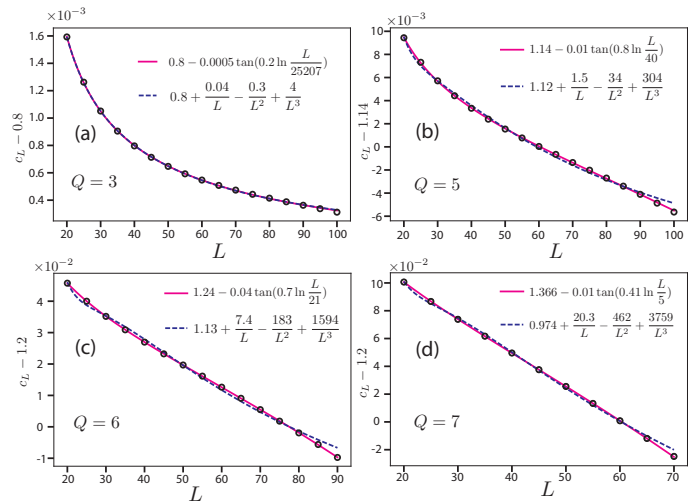 ×10⁻³
1.6
1.4
1.2
1.0
0.8
0.6
0.4
c_L − 0.8
0.8−0.0005 tan(0.2 ln L/25207)
0.8 + 0.04/L − 0.3/L² + 4/L³
(a)
Q = 3
20 30 40 50 60 70 80 90 100
L
×10⁻³
10
8
6
4
2
0
-2
-4
-6
c_L − 1.14
1.14−0.01 tan(0.8 ln L/40)
1.12 + 1.5/L − 34/L² + 304/L³
(b)
Q = 5
20 30 40 50 60 70 80 90 100
L
×10⁻²
4
3
2
1
0
-1
c_L − 1.2
1.24−0.04 tan(0.7 ln L/21)
1.13 + 7.4/L − 183/L² + 1594/L³
(c)
Q = 6
20 30 40 50 60 70 80 90
L
×10⁻²
10
8
6
4
2
0
-2
c_L − 1.2
1.366−0.01 tan(0.41 ln L/5)
0.974 + 20.3/L − 462/L² + 3759/L³
(d)
Q = 7
20 30 40 50 60 70
L